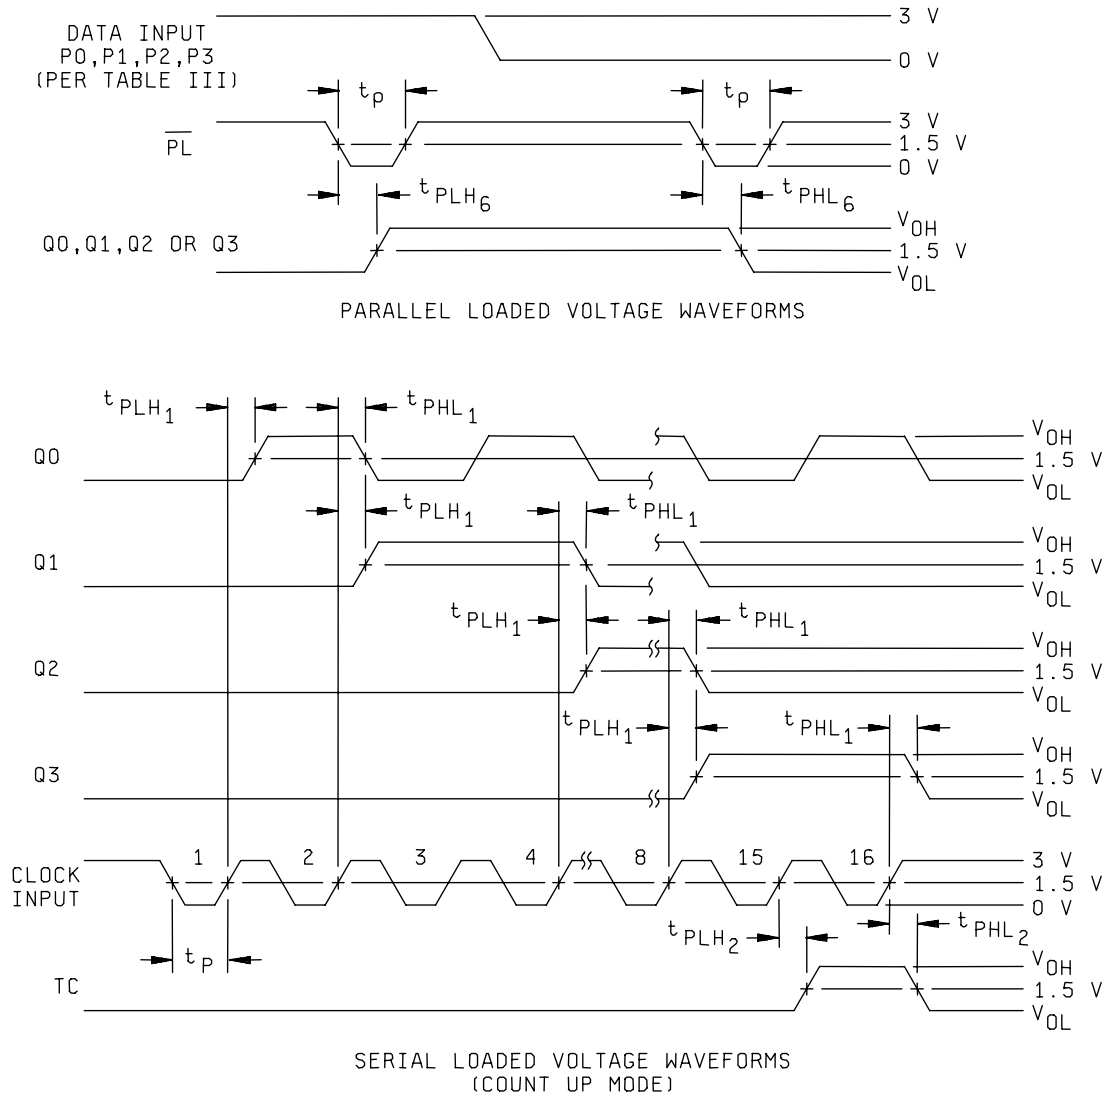 DATA INPUT
P0,P1,P2,P3
(PER TABLE III)
3 V
0 V
tp
tp
PL
3 V
1.5 V
0 V
tPLH6
tPHL6
Q0,Q1,Q2 OR Q3
VOH
1.5 V
VOL
PARALLEL LOADED VOLTAGE WAVEFORMS
tPLH1
tPHL1
Q0
VOH
1.5 V
VOL
tPLH1
tPHL1
Q1
VOH
1.5 V
VOL
tPLH1
tPHL1
Q2
VOH
1.5 V
VOL
tPLH1
tPHL1
Q3
VOH
1.5 V
VOL
CLOCK
INPUT
1 2 3 4 8 15 16
3 V
1.5 V
0 V
tP
tPLH2
tPHL2
TC
VOH
1.5 V
VOL
SERIAL LOADED VOLTAGE WAVEFORMS
(COUNT UP MODE)